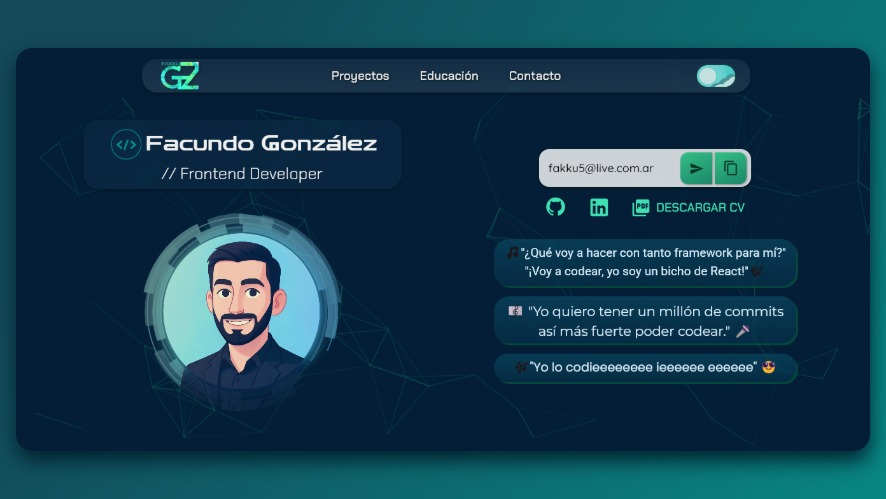 GZ
Proyectos Educación Contacto
</> Facundo González
// Frontend Developer
fakku5@live.com.ar
PDF DESCARGAR CV
"¿Qué voy a hacer con tanto framework para mí?"
"¡Voy a codear, yo soy un bicho de React!"
"Yo quiero tener un millón de commits
así más fuerte poder codear."
"Yo lo codieeeeeeee ieeeeee eeeeee"